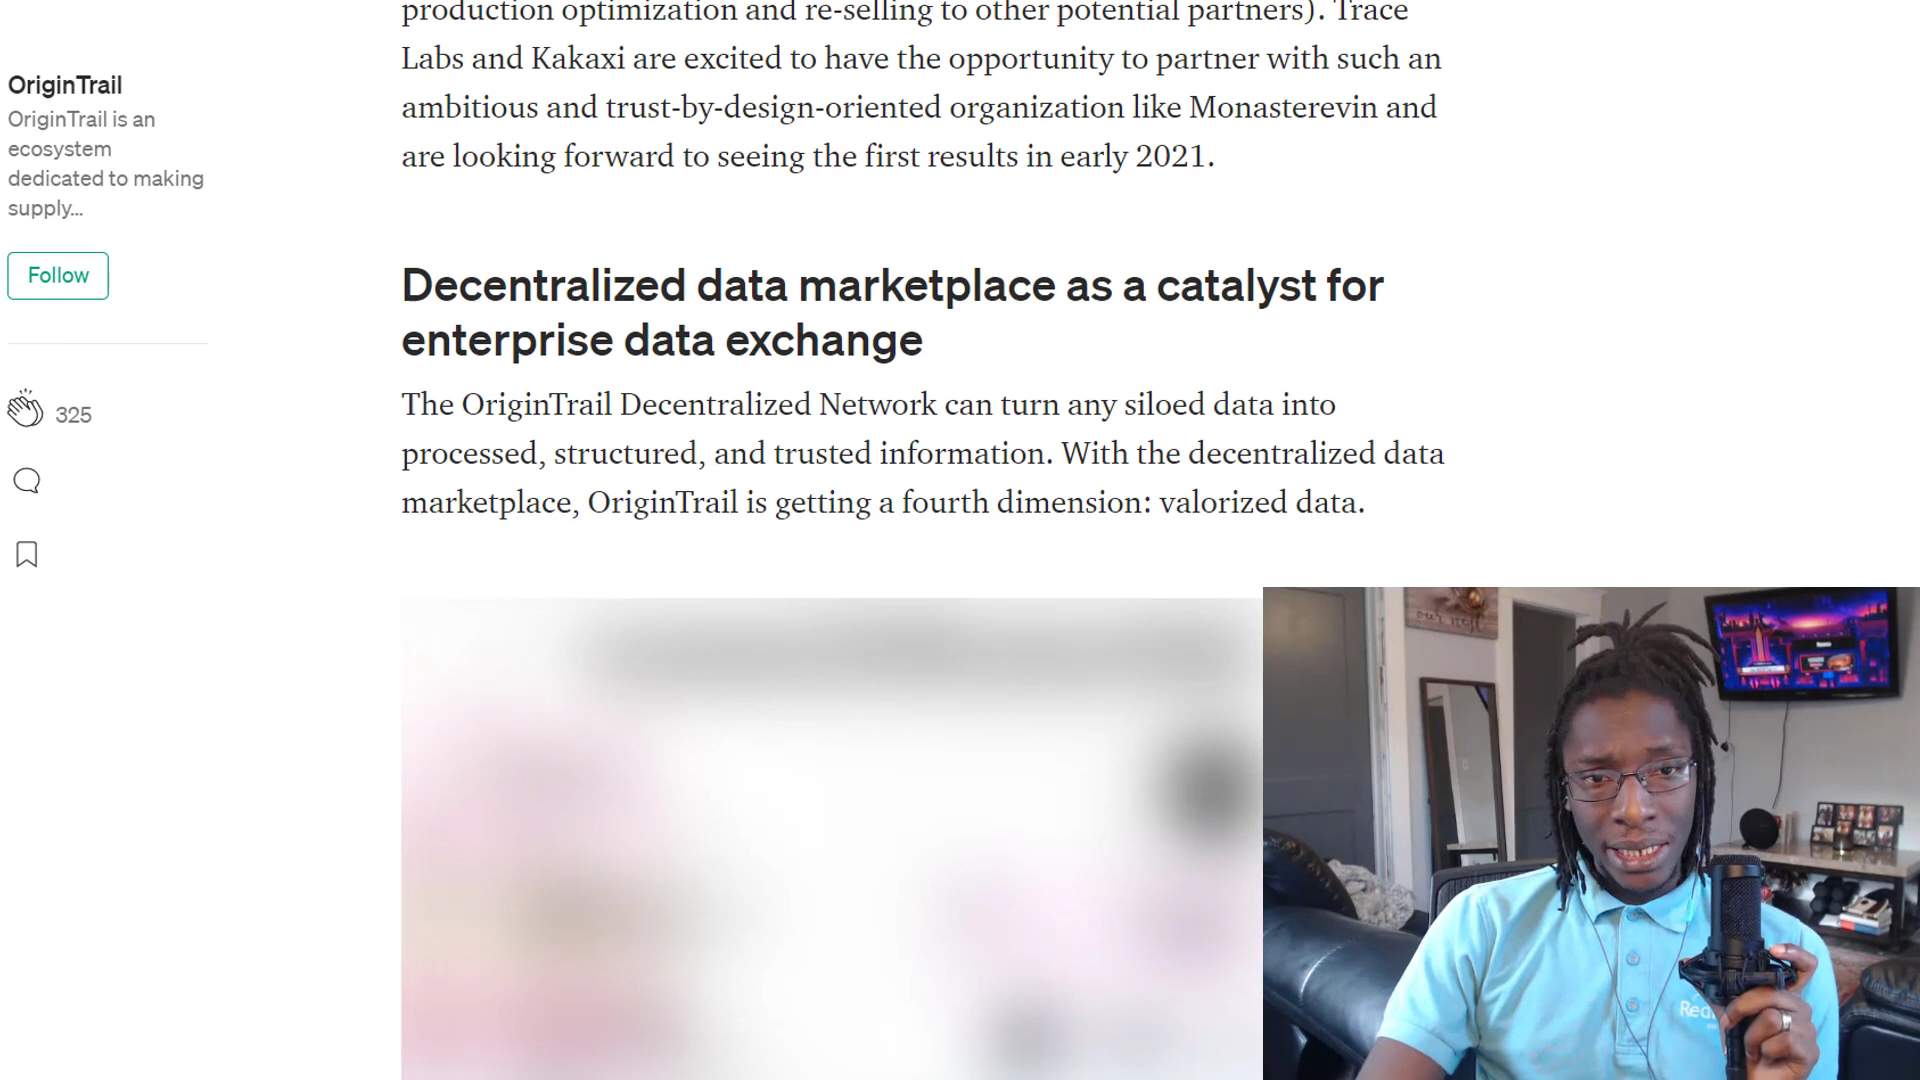 production optimization and re-selling to other potential partners). Trace
Labs and Kakaxi are excited to have the opportunity to partner with such an
ambitious and trust-by-design-oriented organization like Monasterevin and
are looking forward to seeing the first results in early 2021.
OriginTrail
OriginTrail is an
ecosystem
dedicated to making
supply...
Follow
325
Decentralized data marketplace as a catalyst for
enterprise data exchange
The OriginTrail Decentralized Network can turn any siloed data into
processed, structured, and trusted information. With the decentralized data
marketplace, OriginTrail is getting a fourth dimension: valorized data.
our nest